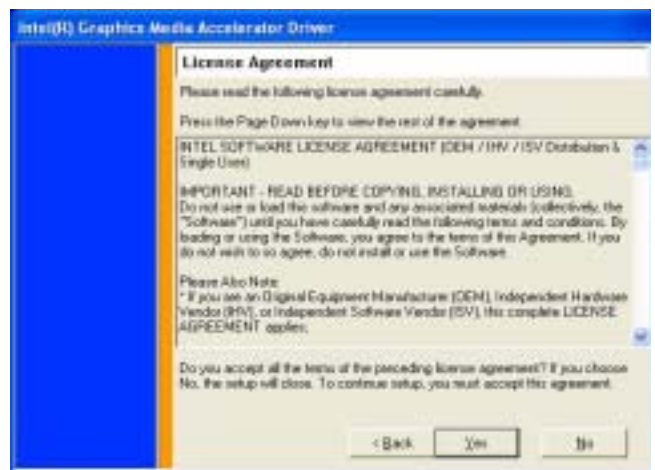 Intel(R) Graphics Media Accelerator Driver
License Agreement
Please read the following license agreement carefully.
Press the Page Down key to view the rest of the agreement.
INTEL SOFTWARE LICENSE AGREEMENT (OEM / IHV / ISV Distribution &
Single User)
IMPORTANT - READ BEFORE COPYING, INSTALLING OR USING.
Do not use or load this software and any associated materials (collectively, the
"Software") until you have carefully read the following terms and conditions. By
loading or using the Software, you agree to the terms of this Agreement. If you
do not wish to so agree, do not install or use the Software.
Please Also Note:
* If you are an Original Equipment Manufacturer (OEM), Independent Hardware
Vendor (IHV), or Independent Software Vendor (ISV), this complete LICENSE
AGREEMENT applies;
Do you accept all the terms of the preceding license agreement? If you choose
No, the setup will close. To continue setup, you must accept this agreement.
< Back Yes No